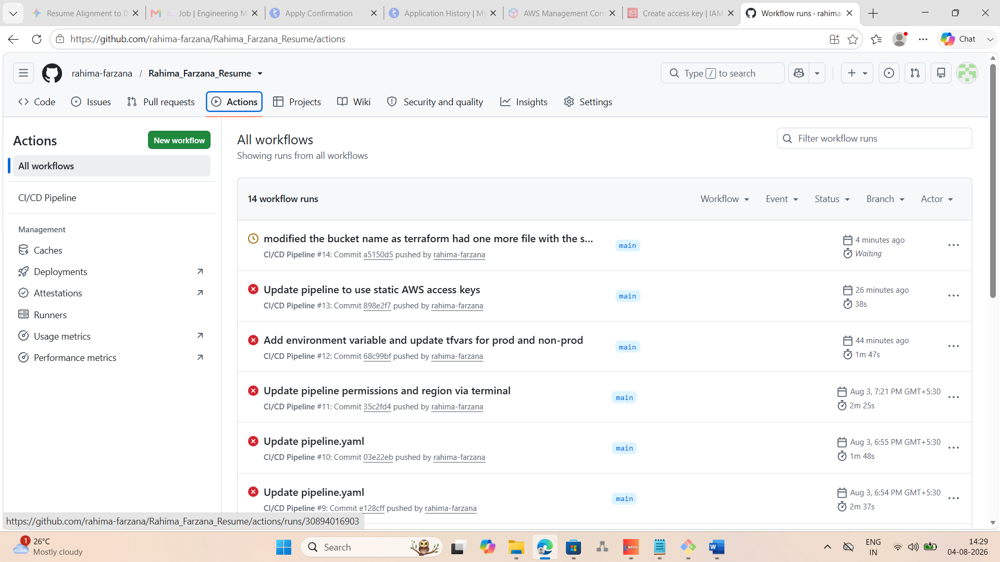 Resume Alignment to D
Job | Engineering M
Apply Confirmation
Application History | My
AWS Management Cons
Create access key | IAM
Workflow runs · rahima-
https://github.com/rahima-farzana/Rahima_Farzana_Resume/actions
Chat
rahima-farzana / Rahima_Farzana_Resume
Type / to search
Code
Issues
Pull requests
Actions
Projects
Wiki
Security and quality
Insights
Settings
Actions
New workflow
All workflows
CI/CD Pipeline
Management
Caches
Deployments
Attestations
Runners
Usage metrics
Performance metrics
All workflows
Showing runs from all workflows
Filter workflow runs
14 workflow runs
Workflow
Event
Status
Branch
Actor
modified the bucket name as terraform had one more file with the s...
CI/CD Pipeline #14: Commit a5150d5 pushed by rahima-farzana
main
4 minutes ago
Waiting
Update pipeline to use static AWS access keys
CI/CD Pipeline #13: Commit 898e2f7 pushed by rahima-farzana
main
26 minutes ago
38s
Add environment variable and update tfvars for prod and non-prod
CI/CD Pipeline #12: Commit 68c99bf pushed by rahima-farzana
main
44 minutes ago
1m 47s
Update pipeline permissions and region via terminal
CI/CD Pipeline #11: Commit 35c2fd4 pushed by rahima-farzana
main
Aug 3, 7:21 PM GMT+5:30
2m 25s
Update pipeline.yaml
CI/CD Pipeline #10: Commit 03e22eb pushed by rahima-farzana
main
Aug 3, 6:55 PM GMT+5:30
1m 48s
Update pipeline.yaml
CI/CD Pipeline #9: Commit e128cff pushed by rahima-farzana
main
Aug 3, 6:54 PM GMT+5:30
2m 37s
https://github.com/rahima-farzana/Rahima_Farzana_Resume/actions/runs/30894016903
1
26°C
Mostly cloudy
Search
ENG
IN
14:29
04-08-2026